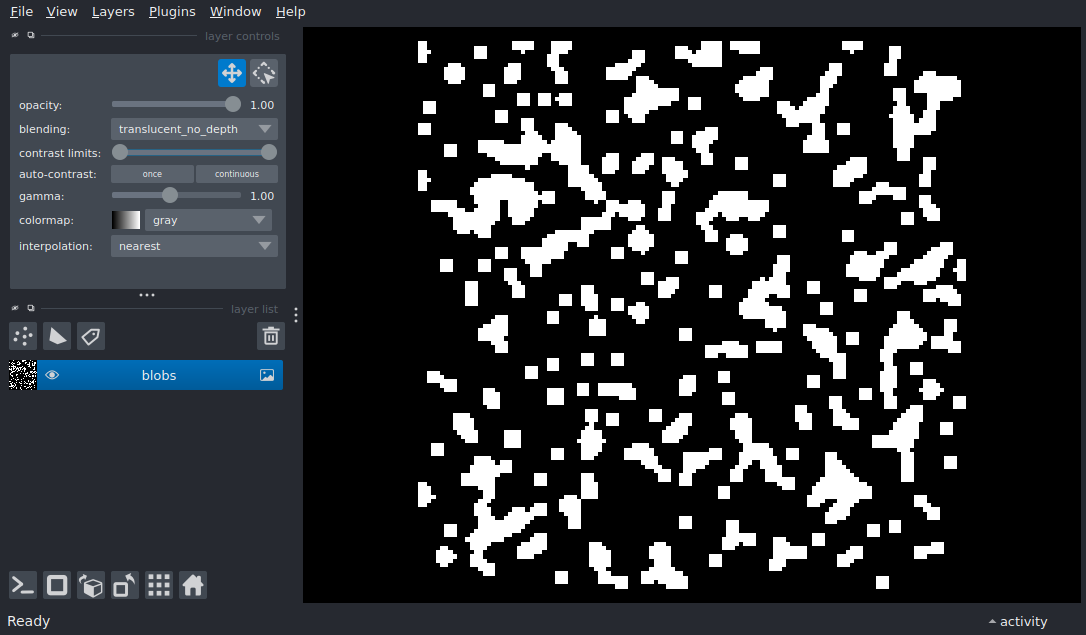 File View Layers Plugins Window Help
layer controls
opacity: 1.00
blending: translucent_no_depth
contrast limits:
auto-contrast: once continuous
gamma: 1.00
colormap: gray
interpolation: nearest
layer list
blobs
Ready
activity